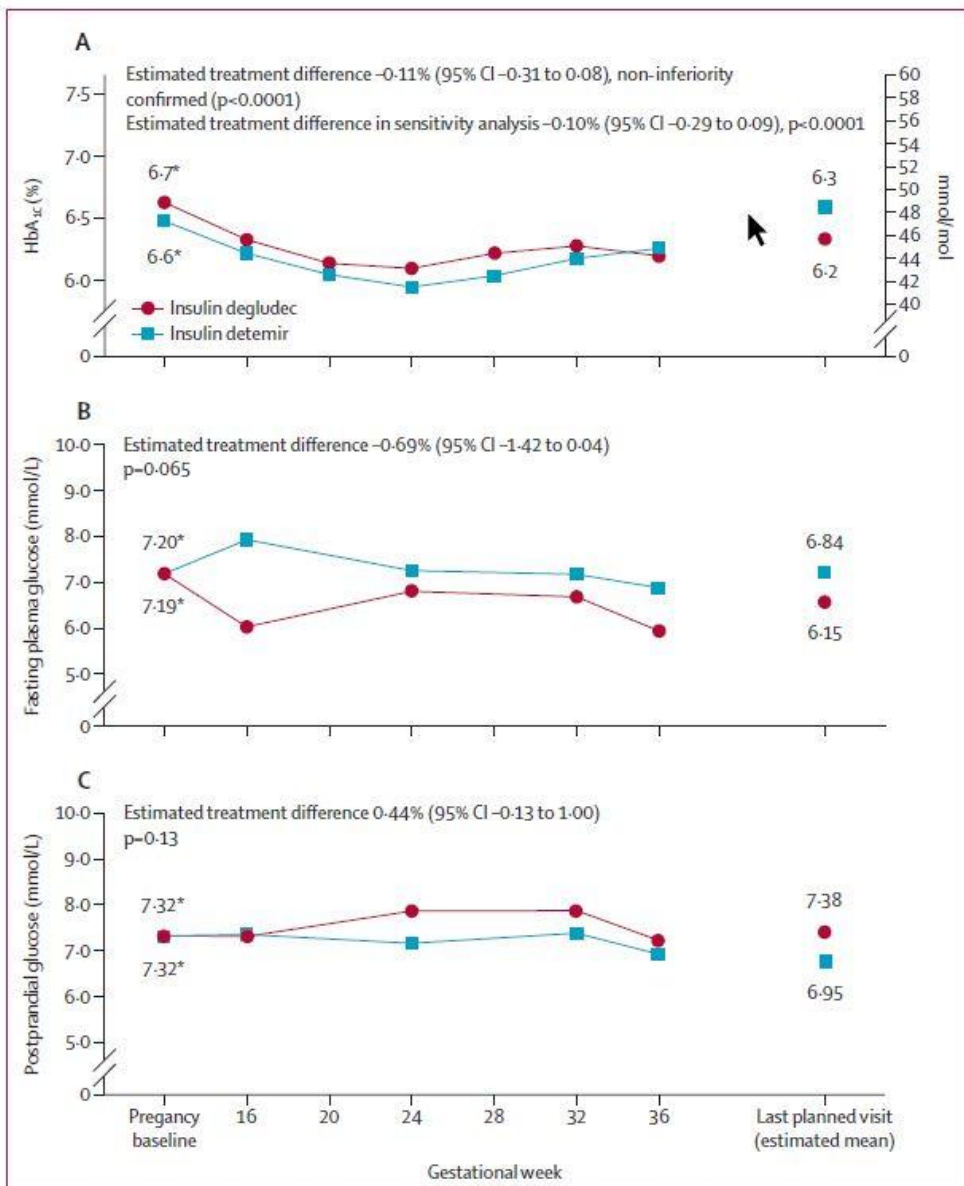 A
Estimated treatment difference –0·11% (95% CI –0·31 to 0·08), non-inferiority
confirmed (p<0·0001)
Estimated treatment difference in sensitivity analysis –0·10% (95% CI –0·29 to 0·09), p<0·0001
HbA1C (%)
7·5
7·0
6·5
6·0
0
6·7*
6·6*
Insulin degludec
Insulin detemir
6·3
6·2
60
58
56
54
52
50
48
46
44
42
40
0
mmol/mol
B
Estimated treatment difference –0·69% (95% CI –1·42 to 0·04)
p=0·065
Fasting plasma glucose (mmol/L)
10·0
9·0
8·0
7·0
6·0
5·0
0
7·20*
7·19*
6·84
6·15
C
Estimated treatment difference 0·44% (95% CI –0·13 to 1·00)
p=0·13
Postprandial glucose (mmol/L)
10·0
9·0
8·0
7·0
6·0
5·0
0
7·32*
7·32*
7·38
6·95
Pregancy
baseline
16
20
24
28
32
36
Last planned visit
(estimated mean)
Gestational week